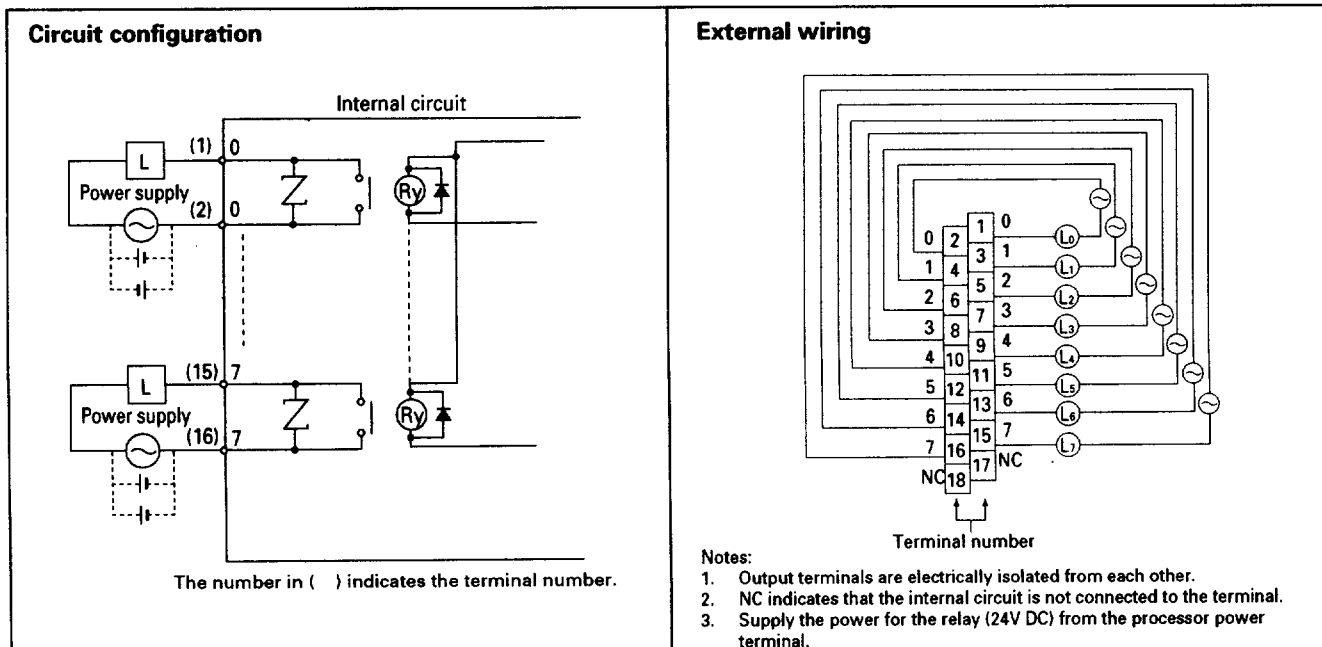 Circuit configuration
Internal circuit
(1) 0
L
Power supply
(2) 0
Ry
(15) 7
L
Power supply
(16) 7
Ry
The number in ( ) indicates the terminal number.
External wiring
1 0
0 2 L0
3 1
1 4 L1
5 2
2 6 L2
7 3
3 8 L3
9 4
4 10 L4
11 5
5 12 L5
13 6
6 14 L6
15 7
7 16 L7
17 NC
NC 18
Terminal number
Notes:
1. Output terminals are electrically isolated from each other.
2. NC indicates that the internal circuit is not connected to the terminal.
3. Supply the power for the relay (24V DC) from the processor power
terminal.